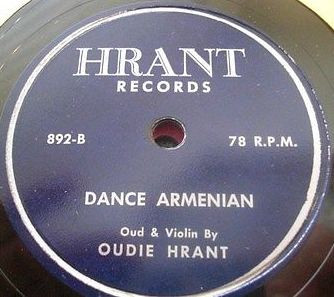 HRANT
RECORDS
892-B
78 R.P.M.
DANCE ARMENIAN
Oud & Violin By
OUDIE HRANT